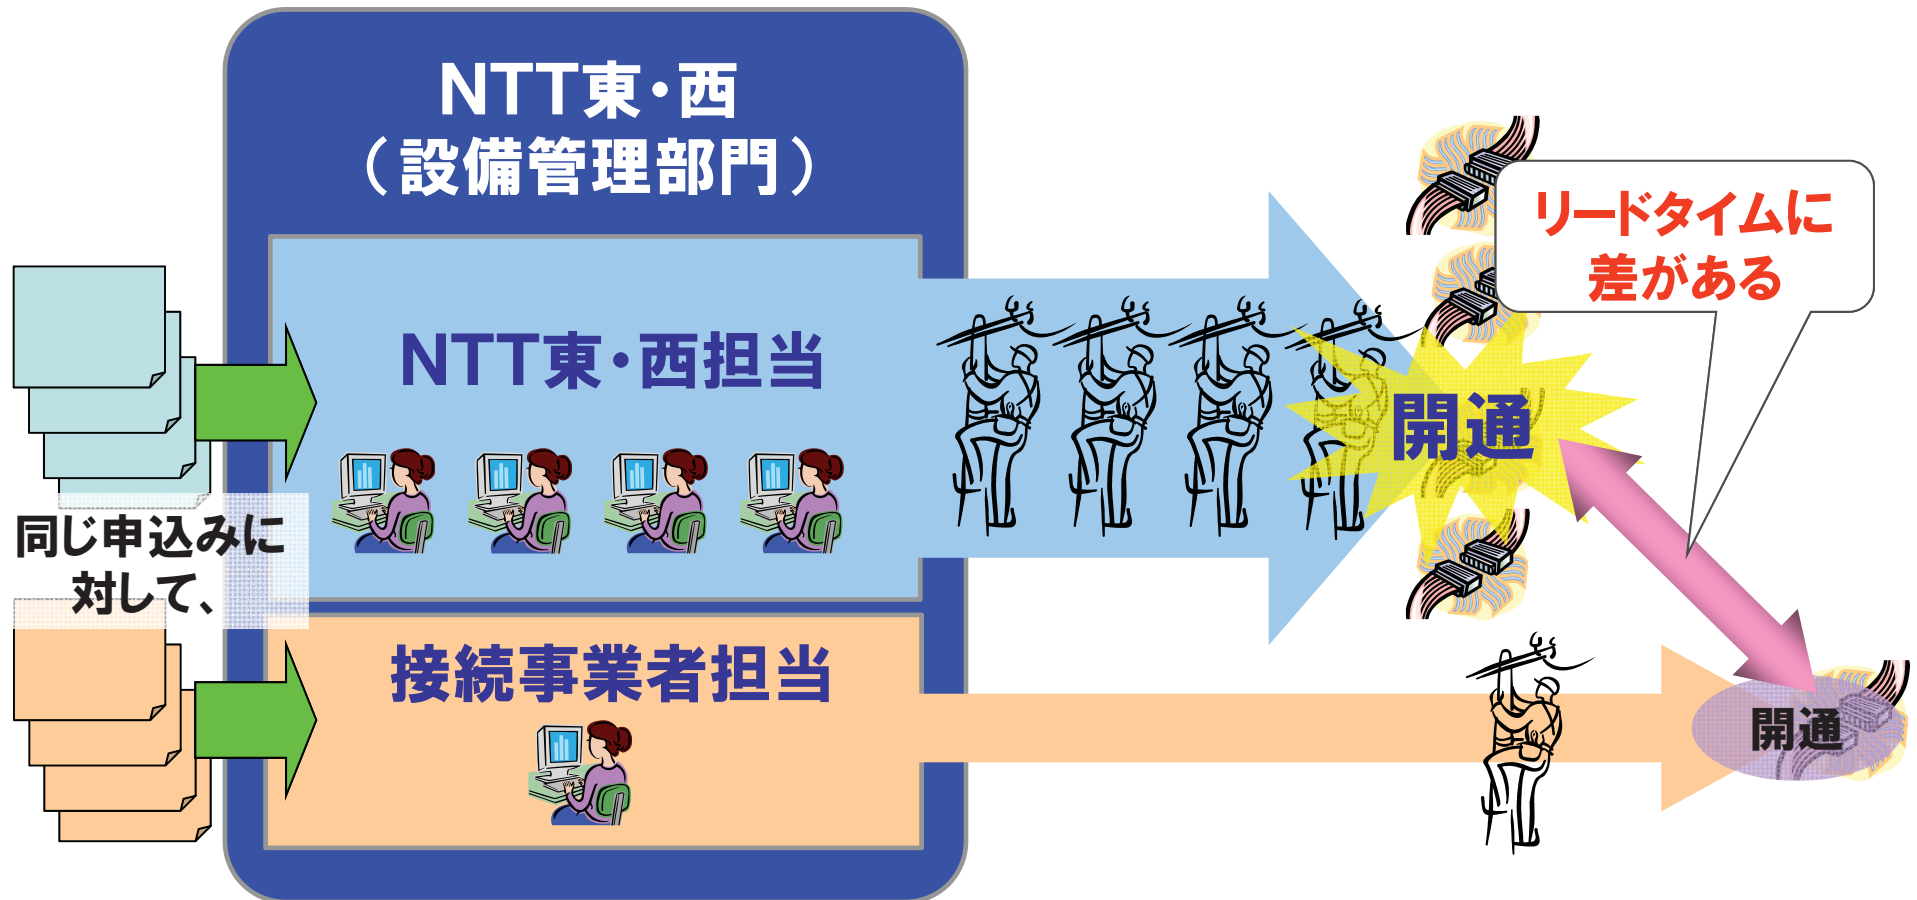 NTT東・西
（設備管理部門）
リードタイムに
差がある
NTT東・西担当
開通
同じ申込みに
対して、
接続事業者担当
開通